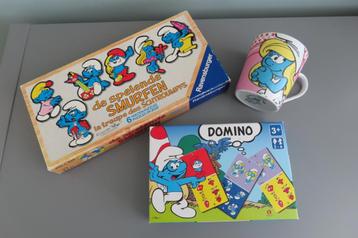 de spelende
SMURFEN
la troupe des SCHTROUMPFS
Ravensburger
DOMINO
3+